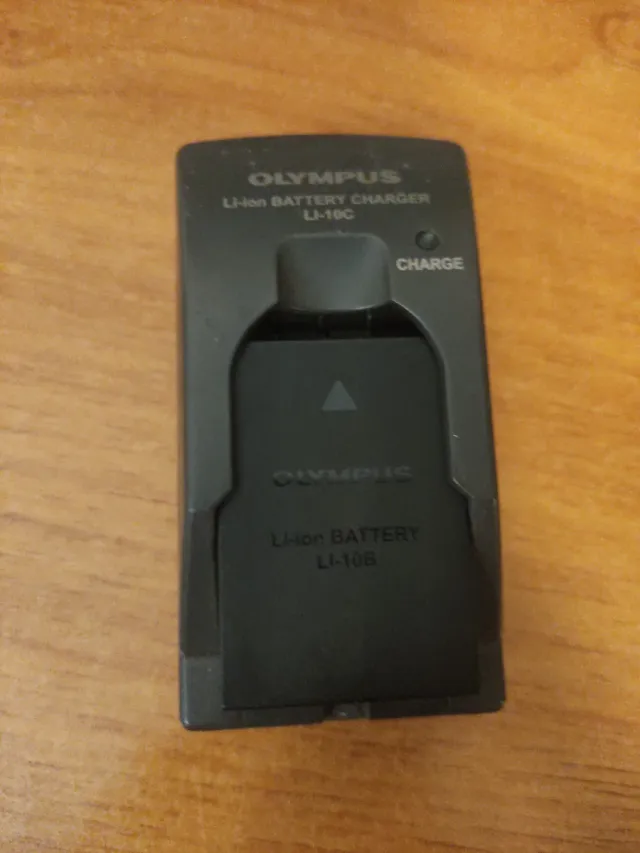 OLYMPUS
Li-ion BATTERY CHARGER
LI-10C
CHARGE
OLYMPUS
Li-ion BATTERY
LI-10B